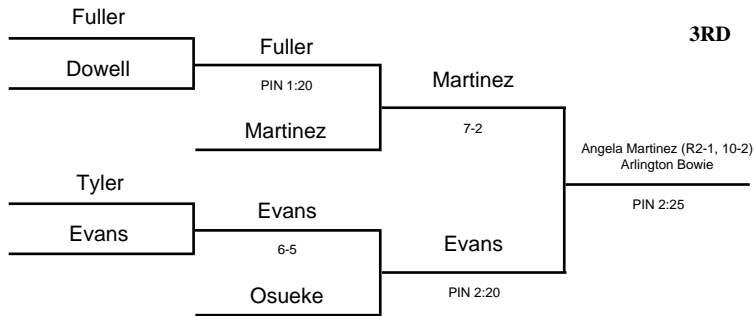 Fuller
3RD
Fuller
Dowell
PIN 1:20
Martinez
Martinez
7-2
Angela Martinez (R2-1, 10-2)
Arlington Bowie
Tyler
PIN 2:25
Evans
Evans
6-5
Evans
Osueke
PIN 2:20